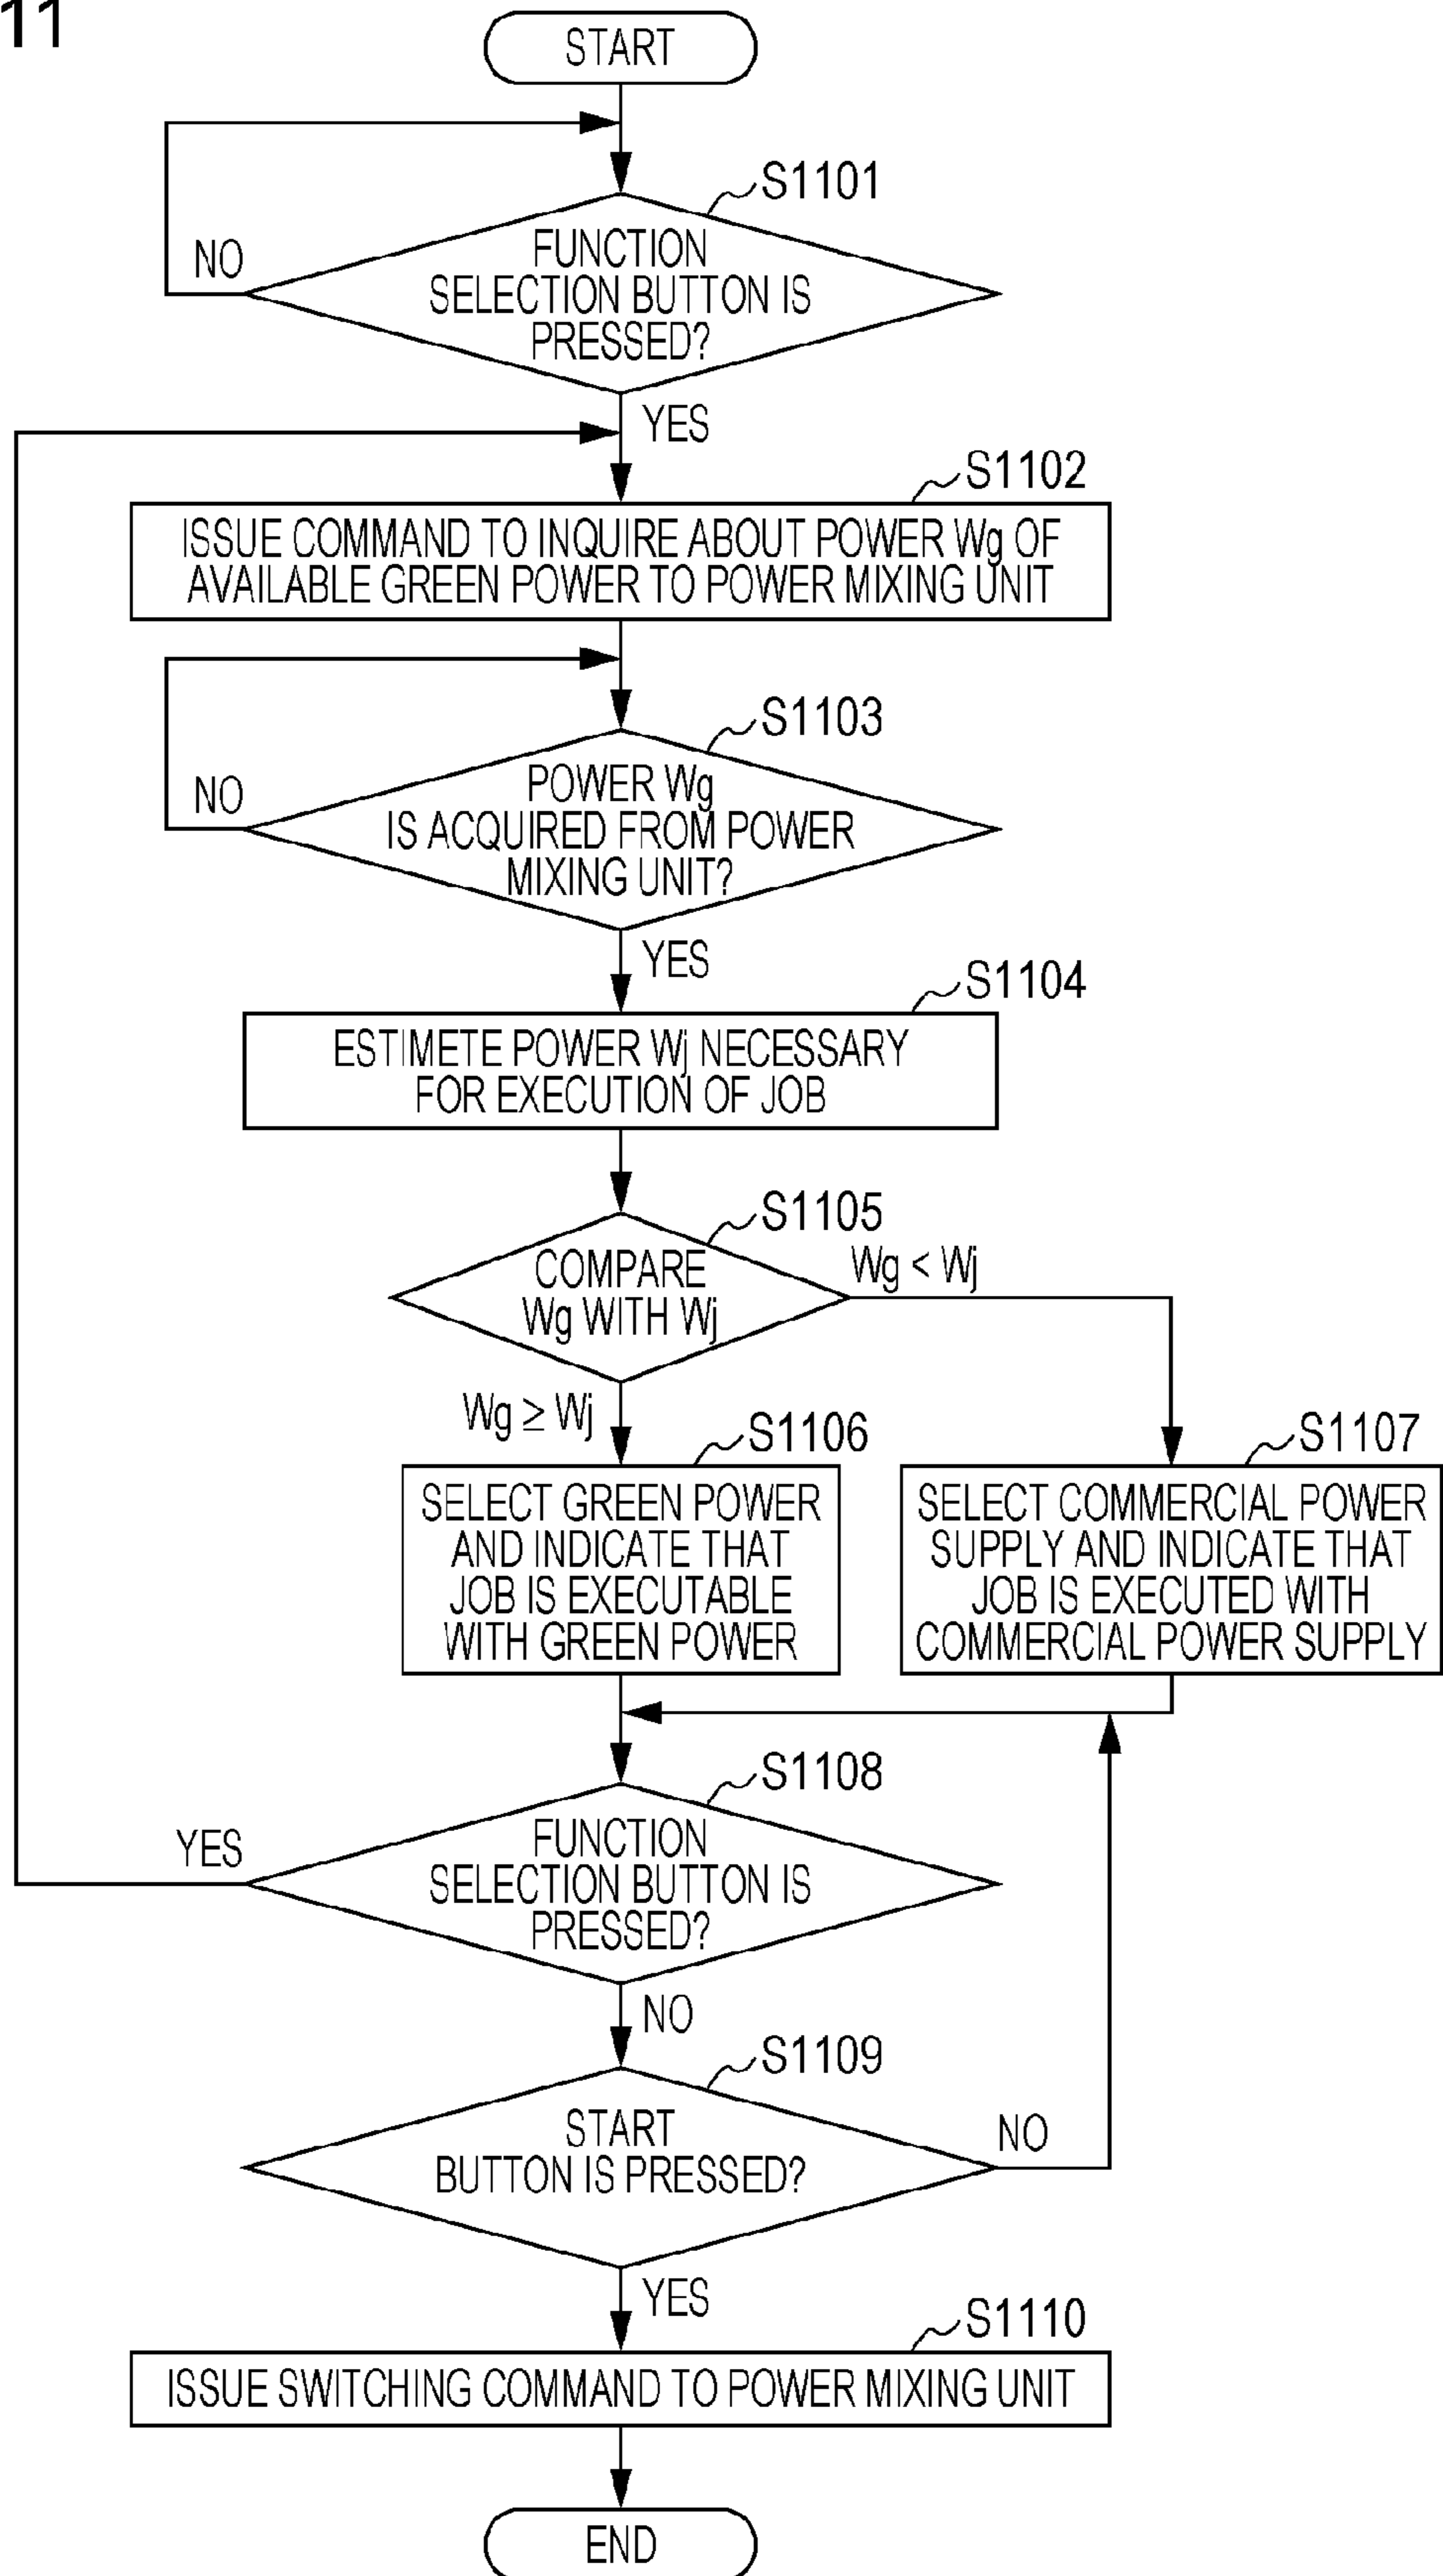 11
START
S1101
FUNCTION
SELECTION BUTTON IS
PRESSED?
NO
YES
S1102
ISSUE COMMAND TO INQUIRE ABOUT POWER Wg OF
AVAILABLE GREEN POWER TO POWER MIXING UNIT
S1103
POWER Wg
IS ACQUIRED FROM POWER
MIXING UNIT?
NO
YES
S1104
ESTIMETE POWER Wj NECESSARY
FOR EXECUTION OF JOB
S1105
COMPARE
Wg WITH Wj
Wg < Wj
Wg ≥ Wj
S1106
SELECT GREEN POWER
AND INDICATE THAT
JOB IS EXECUTABLE
WITH GREEN POWER
S1107
SELECT COMMERCIAL POWER
SUPPLY AND INDICATE THAT
JOB IS EXECUTED WITH
COMMERCIAL POWER SUPPLY
S1108
FUNCTION
SELECTION BUTTON IS
PRESSED?
YES
NO
S1109
START
BUTTON IS PRESSED?
NO
YES
S1110
ISSUE SWITCHING COMMAND TO POWER MIXING UNIT
END